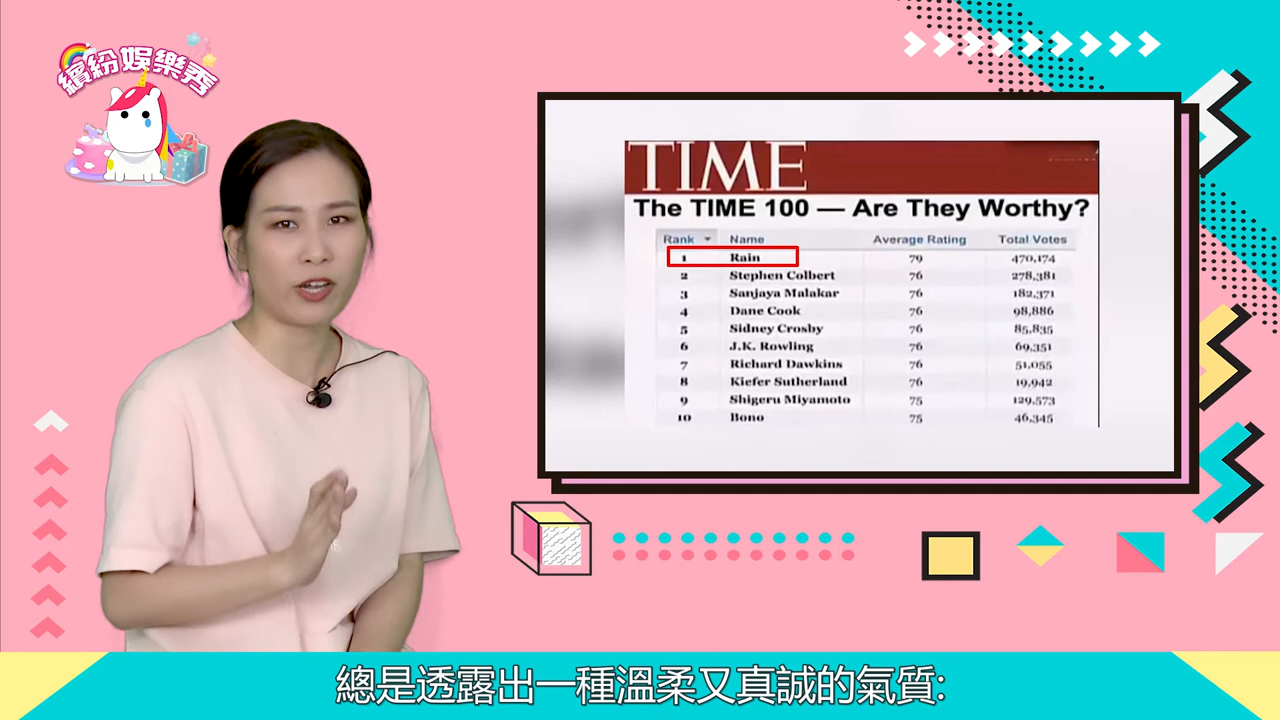 繽紛娛樂秀
TIME
The TIME 100 — Are They Worthy?
Rank Name Average Rating Total Votes
1 Rain 79 470,174
2 Stephen Colbert 76 278,381
3 Sanjaya Malakar 76 182,371
4 Dane Cook 76 98,886
5 Sidney Crosby 76 85,835
6 J.K. Rowling 76 69,351
7 Richard Dawkins 76 51,055
8 Kiefer Sutherland 76 19,942
9 Shigeru Miyamoto 75 129,573
10 Bono 75 46,345
總是透露出一種溫柔又真誠的氣質: